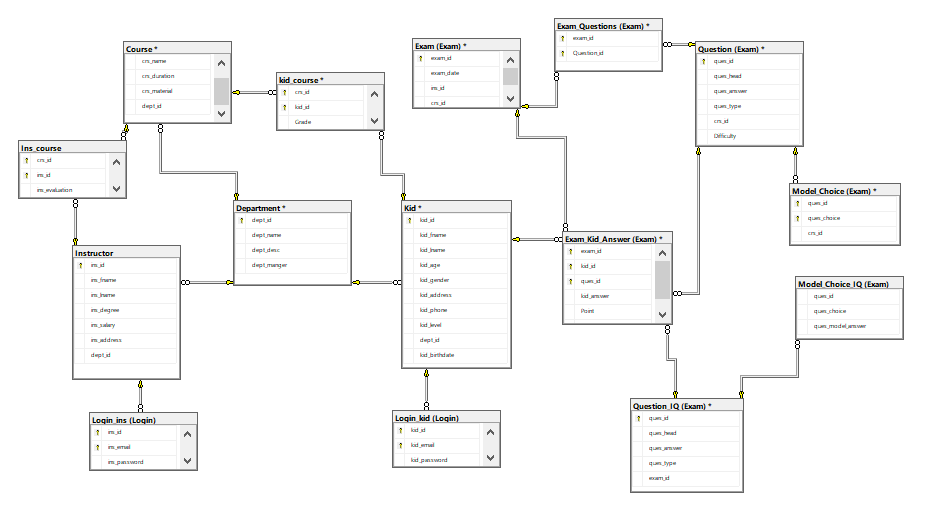 Exam_Questions (Exam) *
exam_id
Question_id
Course *
crs_name
crs_duration
crs_material
dept_id
Exam (Exam) *
exam_id
exam_date
ins_id
crs_id
Question (Exam) *
ques_id
ques_head
ques_answer
ques_type
crs_id
Difficulty
kid_course *
crs_id
kid_id
Grade
Ins_course
crs_id
ins_id
ins_evaluation
Model_Choice (Exam) *
ques_id
ques_choice
crs_id
Department *
dept_id
dept_name
dept_desc
dept_manger
Kid *
kid_id
kid_fname
kid_lname
kid_age
kid_gender
kid_address
kid_phone
kid_level
dept_id
kid_birthdate
Exam_Kid_Answer (Exam) *
exam_id
kid_id
ques_id
kid_answer
Point
Instructor
ins_id
ins_fname
ins_lname
ins_degree
ins_salary
ins_address
dept_id
Model_Choice_IQ (Exam)
ques_id
ques_choice
ques_model_answer
Question_IQ (Exam) *
ques_id
ques_head
ques_answer
ques_type
exam_id
Login_ins (Login)
ins_id
ins_email
ins_password
Login_kid (Login)
kid_id
kid_email
kid_password